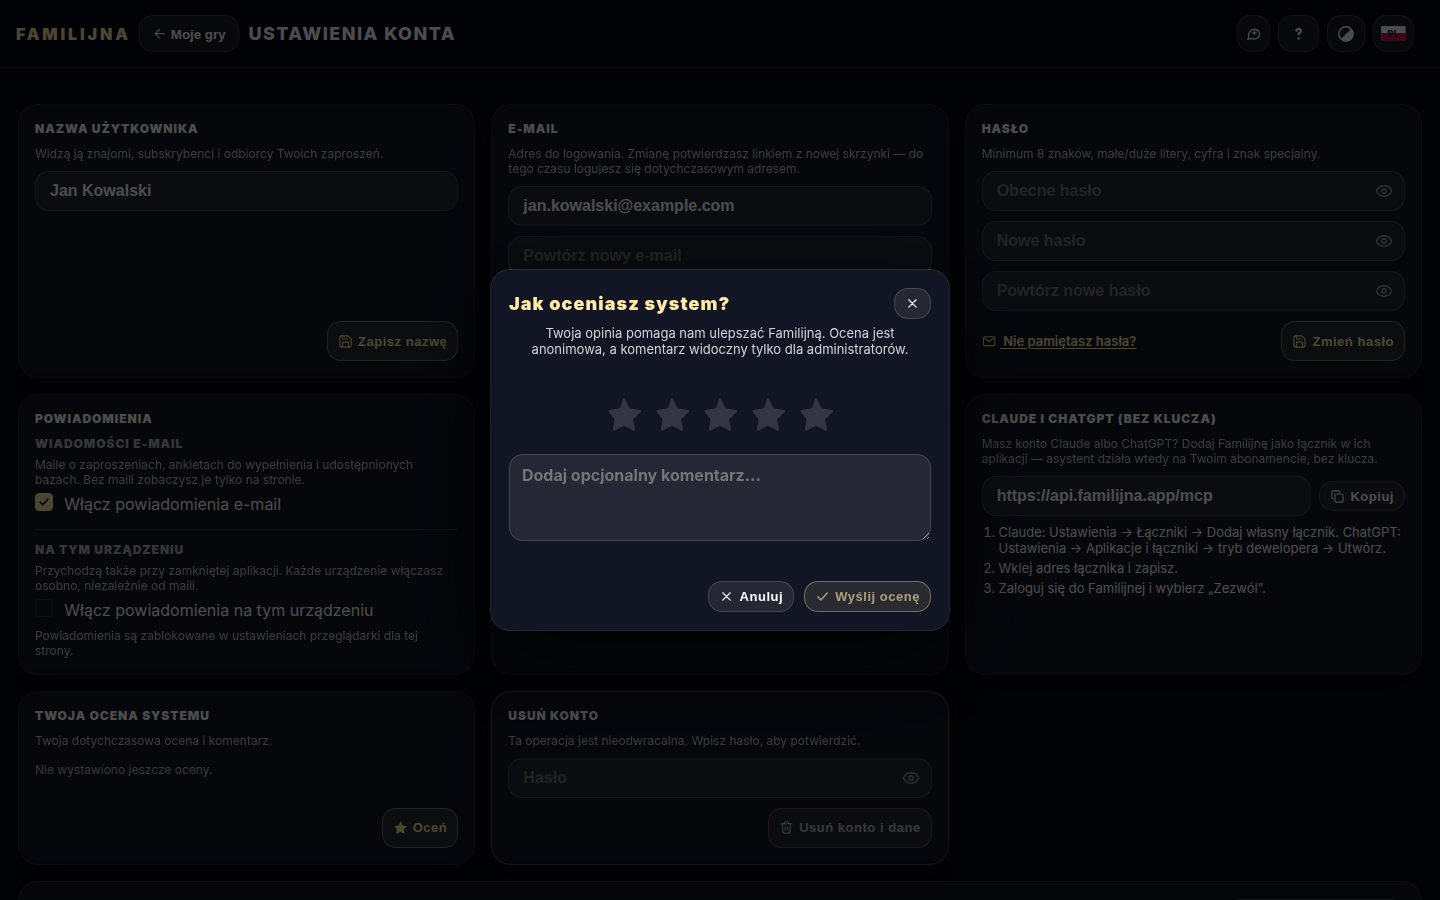 FAMILIJNA
Moje gry
USTAWIENIA KONTA
?
PL
NAZWA UŻYTKOWNIKA
Widzą ją znajomi, subskrybenci i odbiorcy Twoich zaproszeń.
Jan Kowalski
Zapisz nazwę
E-MAIL
Adres do logowania. Zmianę potwierdzasz linkiem z nowej skrzynki — do
tego czasu logujesz się dotychczasowym adresem.
jan.kowalski@example.com
Powtórz nowy e-mail
HASŁO
Minimum 8 znaków, małe/duże litery, cyfra i znak specjalny.
Obecne hasło
Nowe hasło
Powtórz nowe hasło
Nie pamiętasz hasła?
Zmień hasło
Jak oceniasz system?
Twoja opinia pomaga nam ulepszać Familijną. Ocena jest
anonimowa, a komentarz widoczny tylko dla administratorów.
Dodaj opcjonalny komentarz...
Anuluj
Wyślij ocenę
POWIADOMIENIA
WIADOMOŚCI E-MAIL
Maile o zaproszeniach, ankietach do wypełnienia i udostępnionych
bazach. Bez maili zobaczysz je tylko na stronie.
Włącz powiadomienia e-mail
NA TYM URZĄDZENIU
Przychodzą także przy zamkniętej aplikacji. Każde urządzenie włączasz
osobno, niezależnie od maili.
Włącz powiadomienia na tym urządzeniu
Powiadomienia są zablokowane w ustawieniach przeglądarki dla tej
strony.
CLAUDE I CHATGPT (BEZ KLUCZA)
Masz konto Claude albo ChatGPT? Dodaj Familijnę jako łącznik w ich
aplikacji — asystent działa wtedy na Twoim abonamencie, bez klucza.
https://api.familijna.app/mcp
Kopiuj
1. Claude: Ustawienia → Łączniki → Dodaj własny łącznik. ChatGPT:
Ustawienia → Aplikacje i łączniki → tryb dewelopera → Utwórz.
2. Wklej adres łącznika i zapisz.
3. Zaloguj się do Familijnej i wybierz „Zezwól”.
TWOJA OCENA SYSTEMU
Twoja dotychczasowa ocena i komentarz.
Nie wystawiono jeszcze oceny.
Oceń
USUŃ KONTO
Ta operacja jest nieodwracalna. Wpisz hasło, aby potwierdzić.
Hasło
Usuń konto i dane